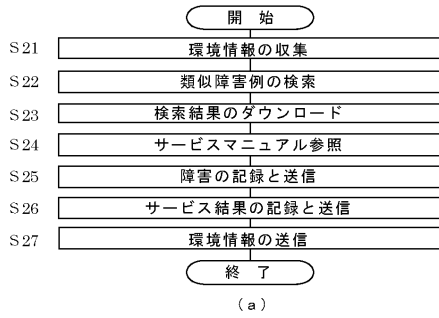 開 始
S21 環境情報の収集
S22 類似障害例の検索
S23 検索結果のダウンロード
S24 サービスマニュアル参照
S25 障害の記録と送信
S26 サービス結果の記録と送信
S27 環境情報の送信
終 了
(a)